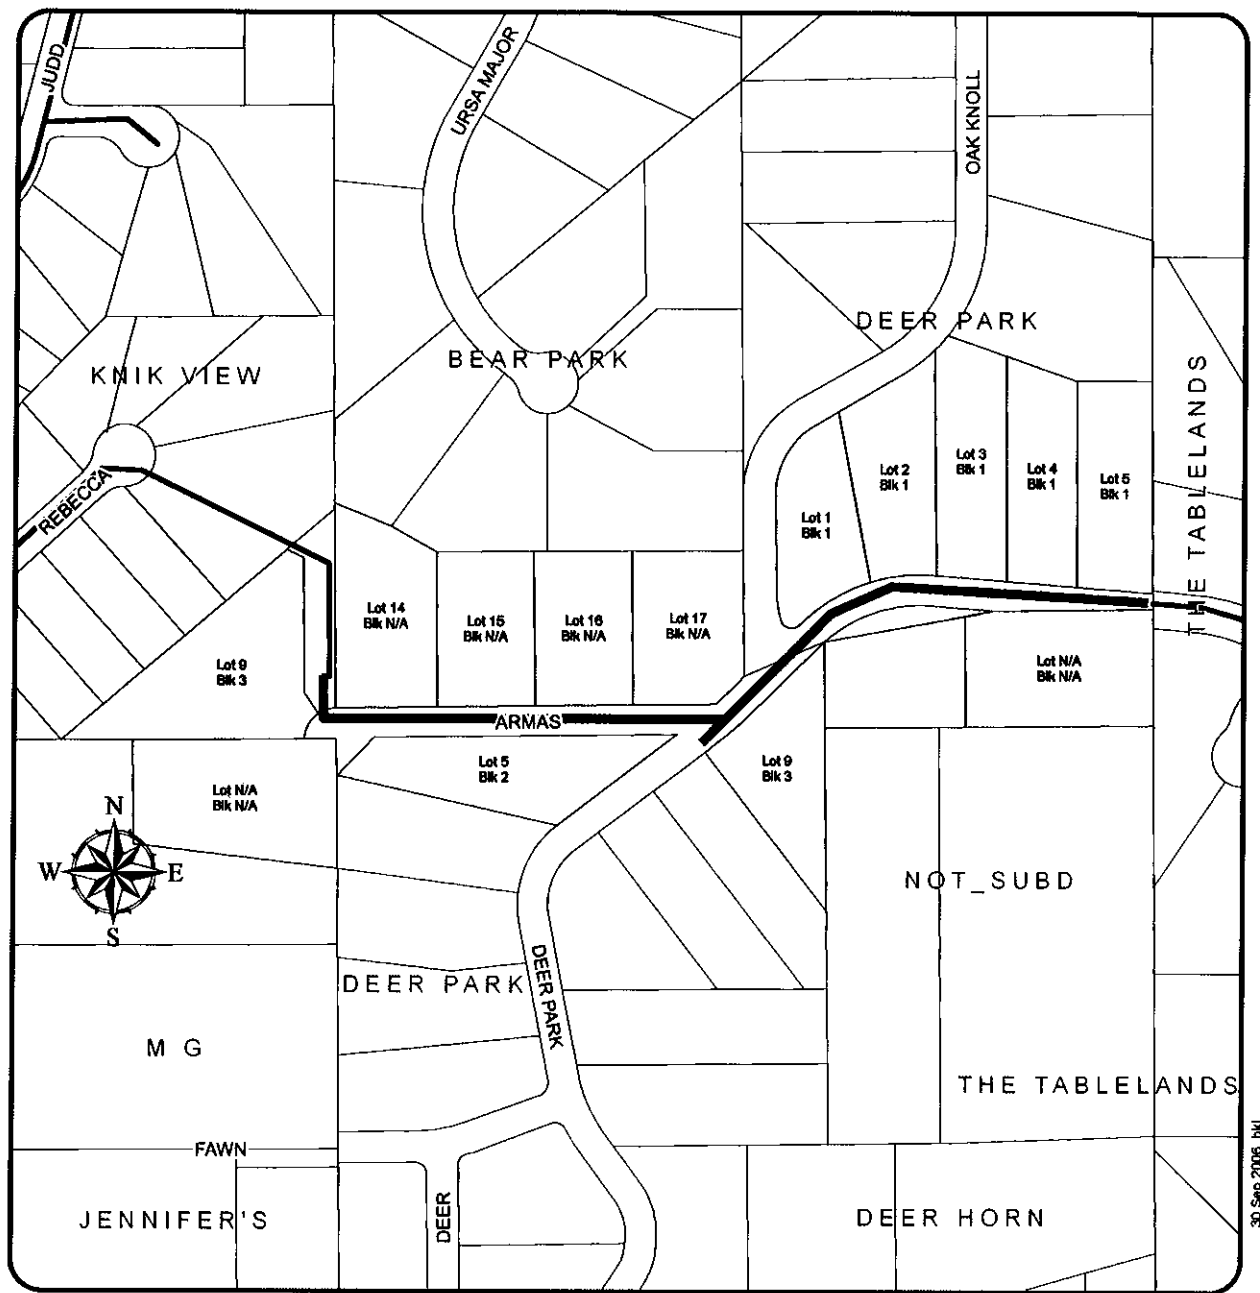 JUDD
URSA MAJOR
OAK KNOLL
DEER PARK
BEAR PARK
KNIK VIEW
THE TABLELANDS
REBECCA
Lot 1
Blk 1
Lot 2
Blk 1
Lot 3
Blk 1
Lot 4
Blk 1
Lot 5
Blk 1
Lot 14
Blk N/A
Lot 15
Blk N/A
Lot 16
Blk N/A
Lot 17
Blk N/A
Lot 9
Blk 3
Lot N/A
Blk N/A
ARMAS
Lot 5
Blk 2
Lot 9
Blk 3
Lot N/A
Blk N/A
N
W
E
S
NOT_SUBD
DEER PARK
DEER PARK
M G
THE TABLELANDS
FAWN
JENNIFER'S
DEER
DEER HORN
30 Sep 2006 bkl